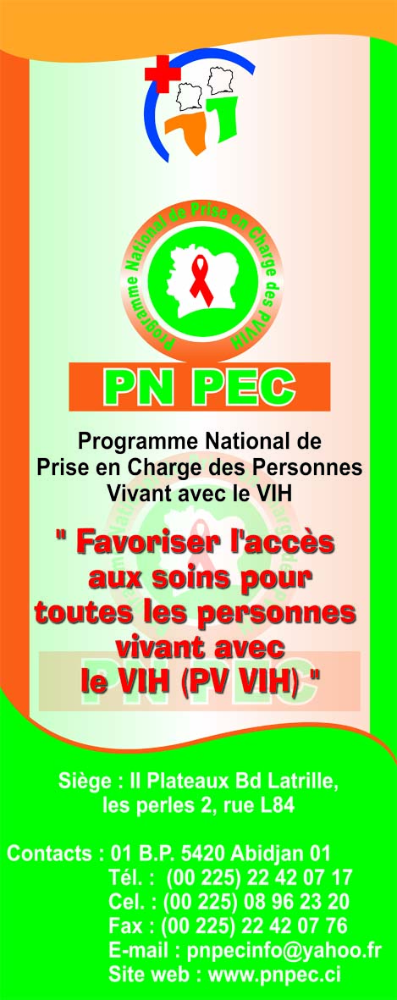 Programme National de Prise en Charge des PVVIH
PN PEC
Programme National de
Prise en Charge des Personnes
Vivant avec le VIH
" Favoriser l'accès
aux soins pour
toutes les personnes
vivant avec
le VIH (PV VIH) "
PN PEC
Siège : II Plateaux Bd Latrille,
les perles 2, rue L84
Contacts : 01 B.P. 5420 Abidjan 01
Tél. : (00 225) 22 42 07 17
Cel. : (00 225) 08 96 23 20
Fax : (00 225) 22 42 07 76
E-mail : pnpecinfo@yahoo.fr
Site web : www.pnpec.ci